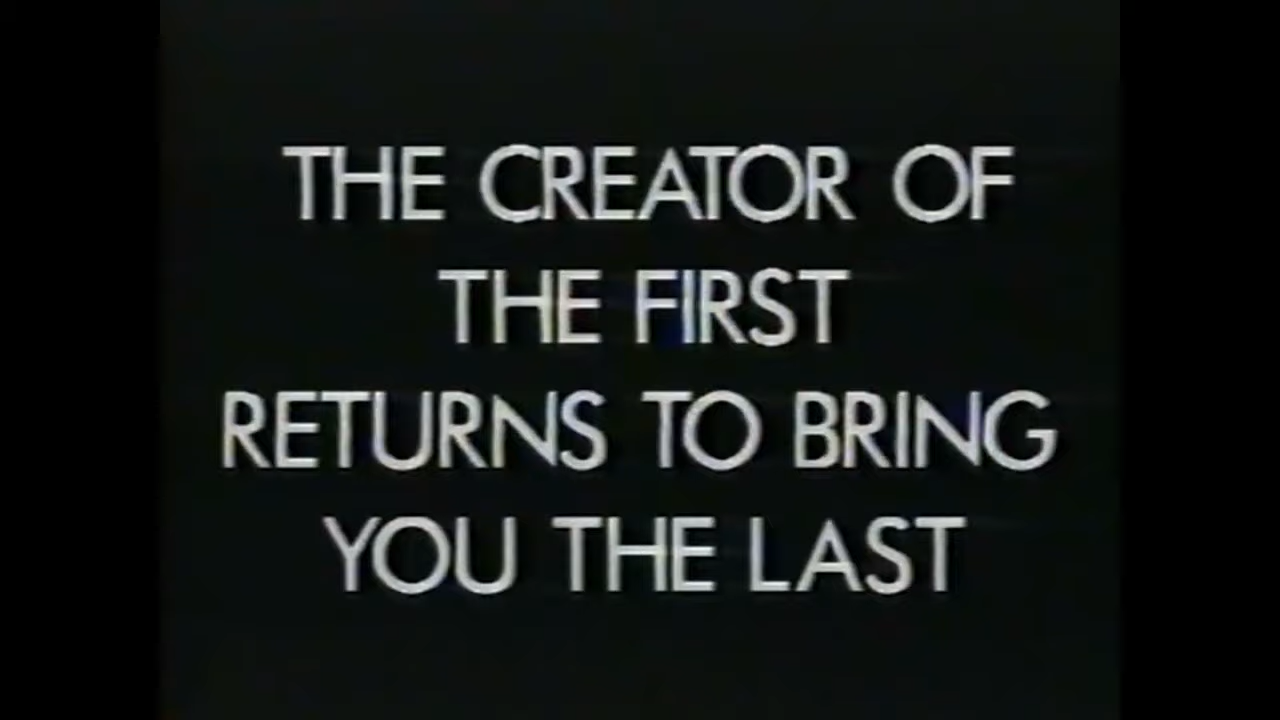 THE CREATOR OF
THE FIRST
RETURNS TO BRING
YOU THE LAST